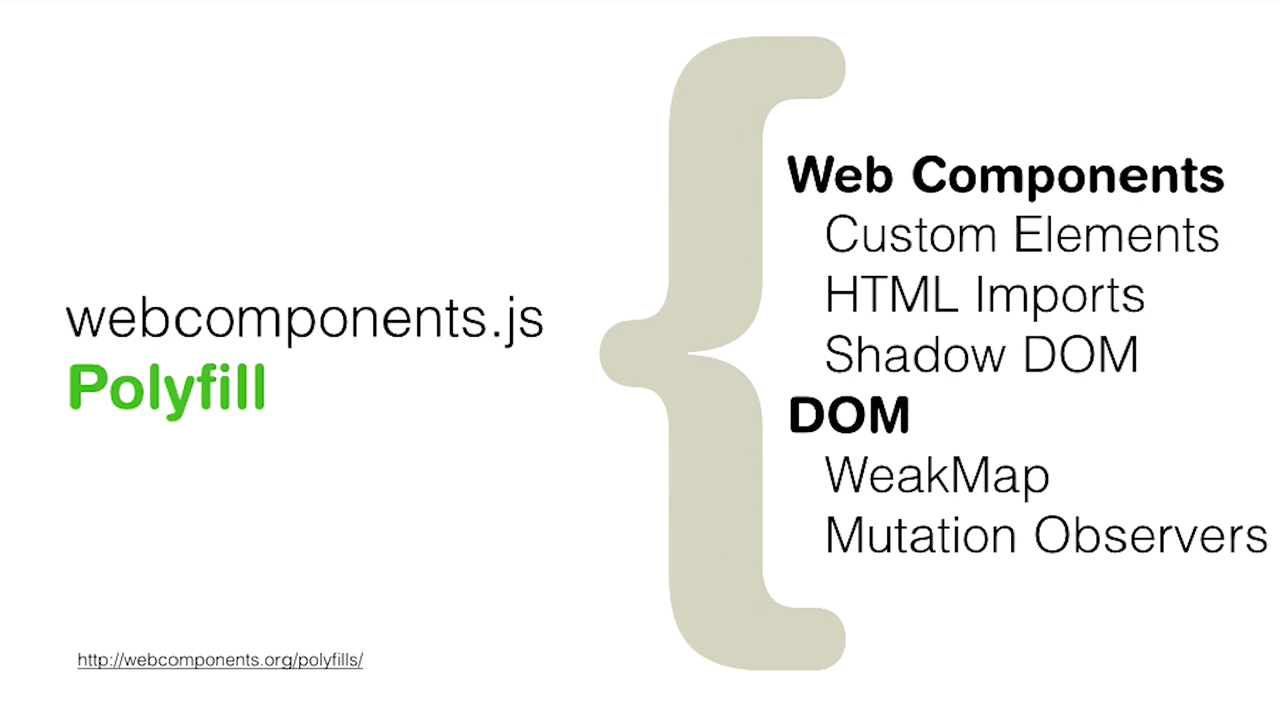 webcomponents.js
Polyfill
Web Components
Custom Elements
HTML Imports
Shadow DOM
DOM
WeakMap
Mutation Observers
http://webcomponents.org/polyfills/